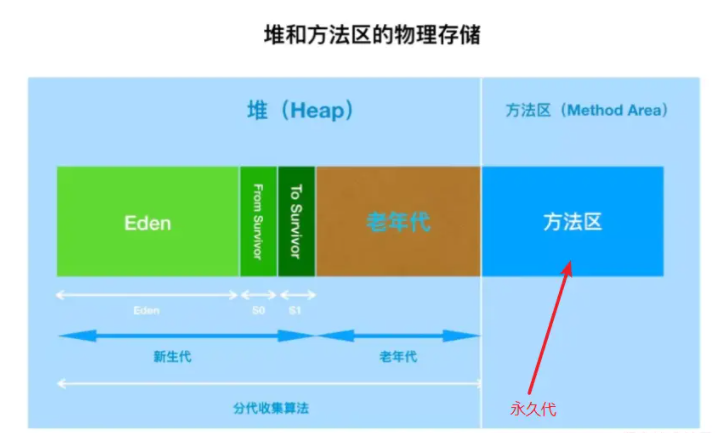 堆和方法区的物理存储
堆（Heap）
方法区（Method Area）
Eden
From Survivor
To Survivor
老年代
方法区
Eden
S0
S1
新生代
老年代
分代收集算法
永久代